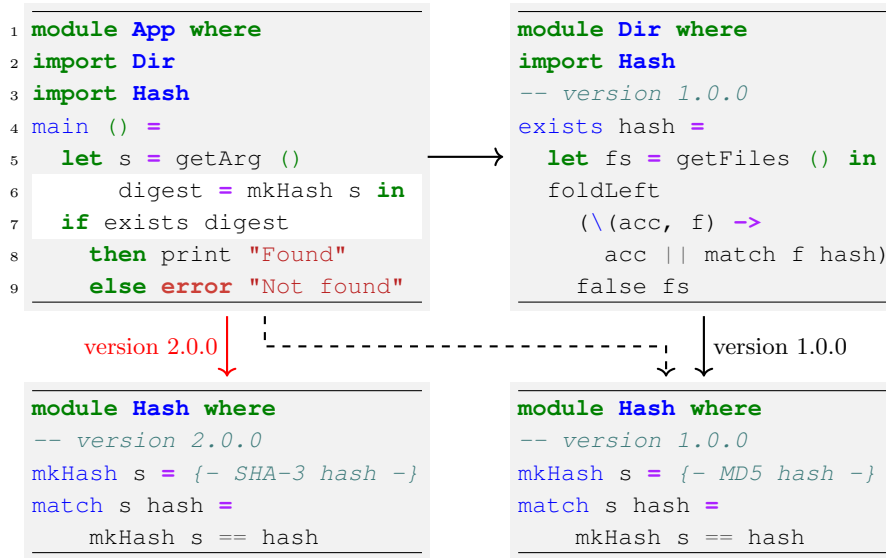 1 module App where
2 import Dir
3 import Hash
4 main () =
5 let s = getArg ()
6 digest = mkHash s in
7 if exists digest
8 then print "Found"
9 else error "Not found"
module Dir where
import Hash
-- version 1.0.0
exists hash =
let fs = getFiles () in
foldLeft
(\(acc, f) ->
acc || match f hash)
false fs
version 2.0.0
version 1.0.0
module Hash where
-- version 2.0.0
mkHash s = {- SHA-3 hash -}
match s hash =
mkHash s == hash
module Hash where
-- version 1.0.0
mkHash s = {- MD5 hash -}
match s hash =
mkHash s == hash